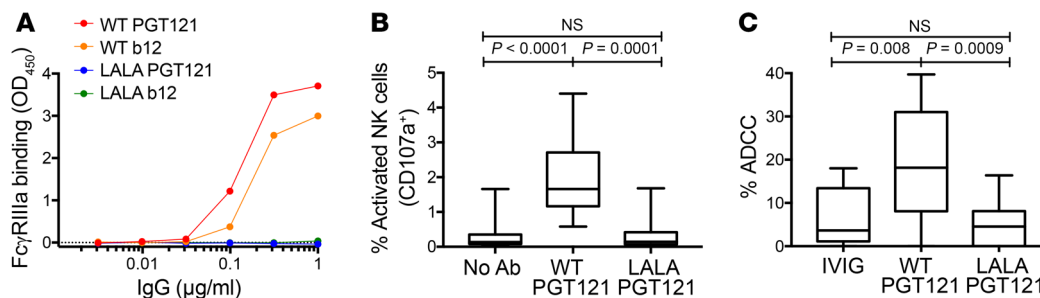 A
WT PGT121
WT b12
LALA PGT121
LALA b12
FcγRIIIa binding (OD450)
4
3
2
1
0
0.01
0.1
1
IgG (μg/ml)
B
NS
P < 0.0001
P = 0.0001
% Activated NK cells
(CD107a+)
5
4
3
2
1
0
No Ab
WT
PGT121
LALA
PGT121
C
NS
P = 0.008
P = 0.0009
% ADCC
40
30
20
10
0
IVIG
WT
PGT121
LALA
PGT121